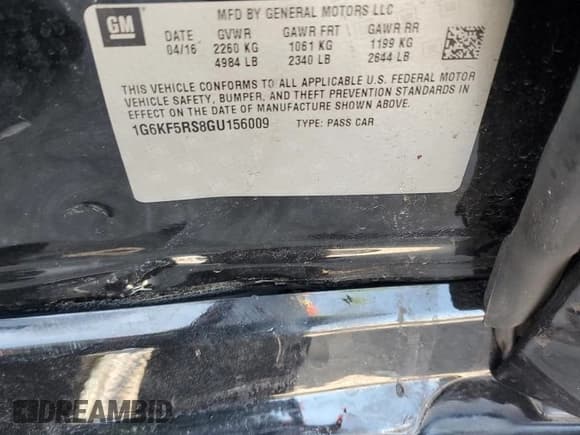 GM
MFD BY GENERAL MOTORS LLC
DATE GVWR GAWR FRT GAWR RR
04/16 2260 KG 1061 KG 1199 KG
4984 LB 2340 LB 2644 LB
THIS VEHICLE CONFORMS TO ALL APPLICABLE U.S. FEDERAL MOTOR
VEHICLE SAFETY, BUMPER, AND THEFT PREVENTION STANDARDS IN
EFFECT ON THE DATE OF MANUFACTURE SHOWN ABOVE.
1G6KF5RS8GU156009 TYPE: PASS CAR
DREAMBID